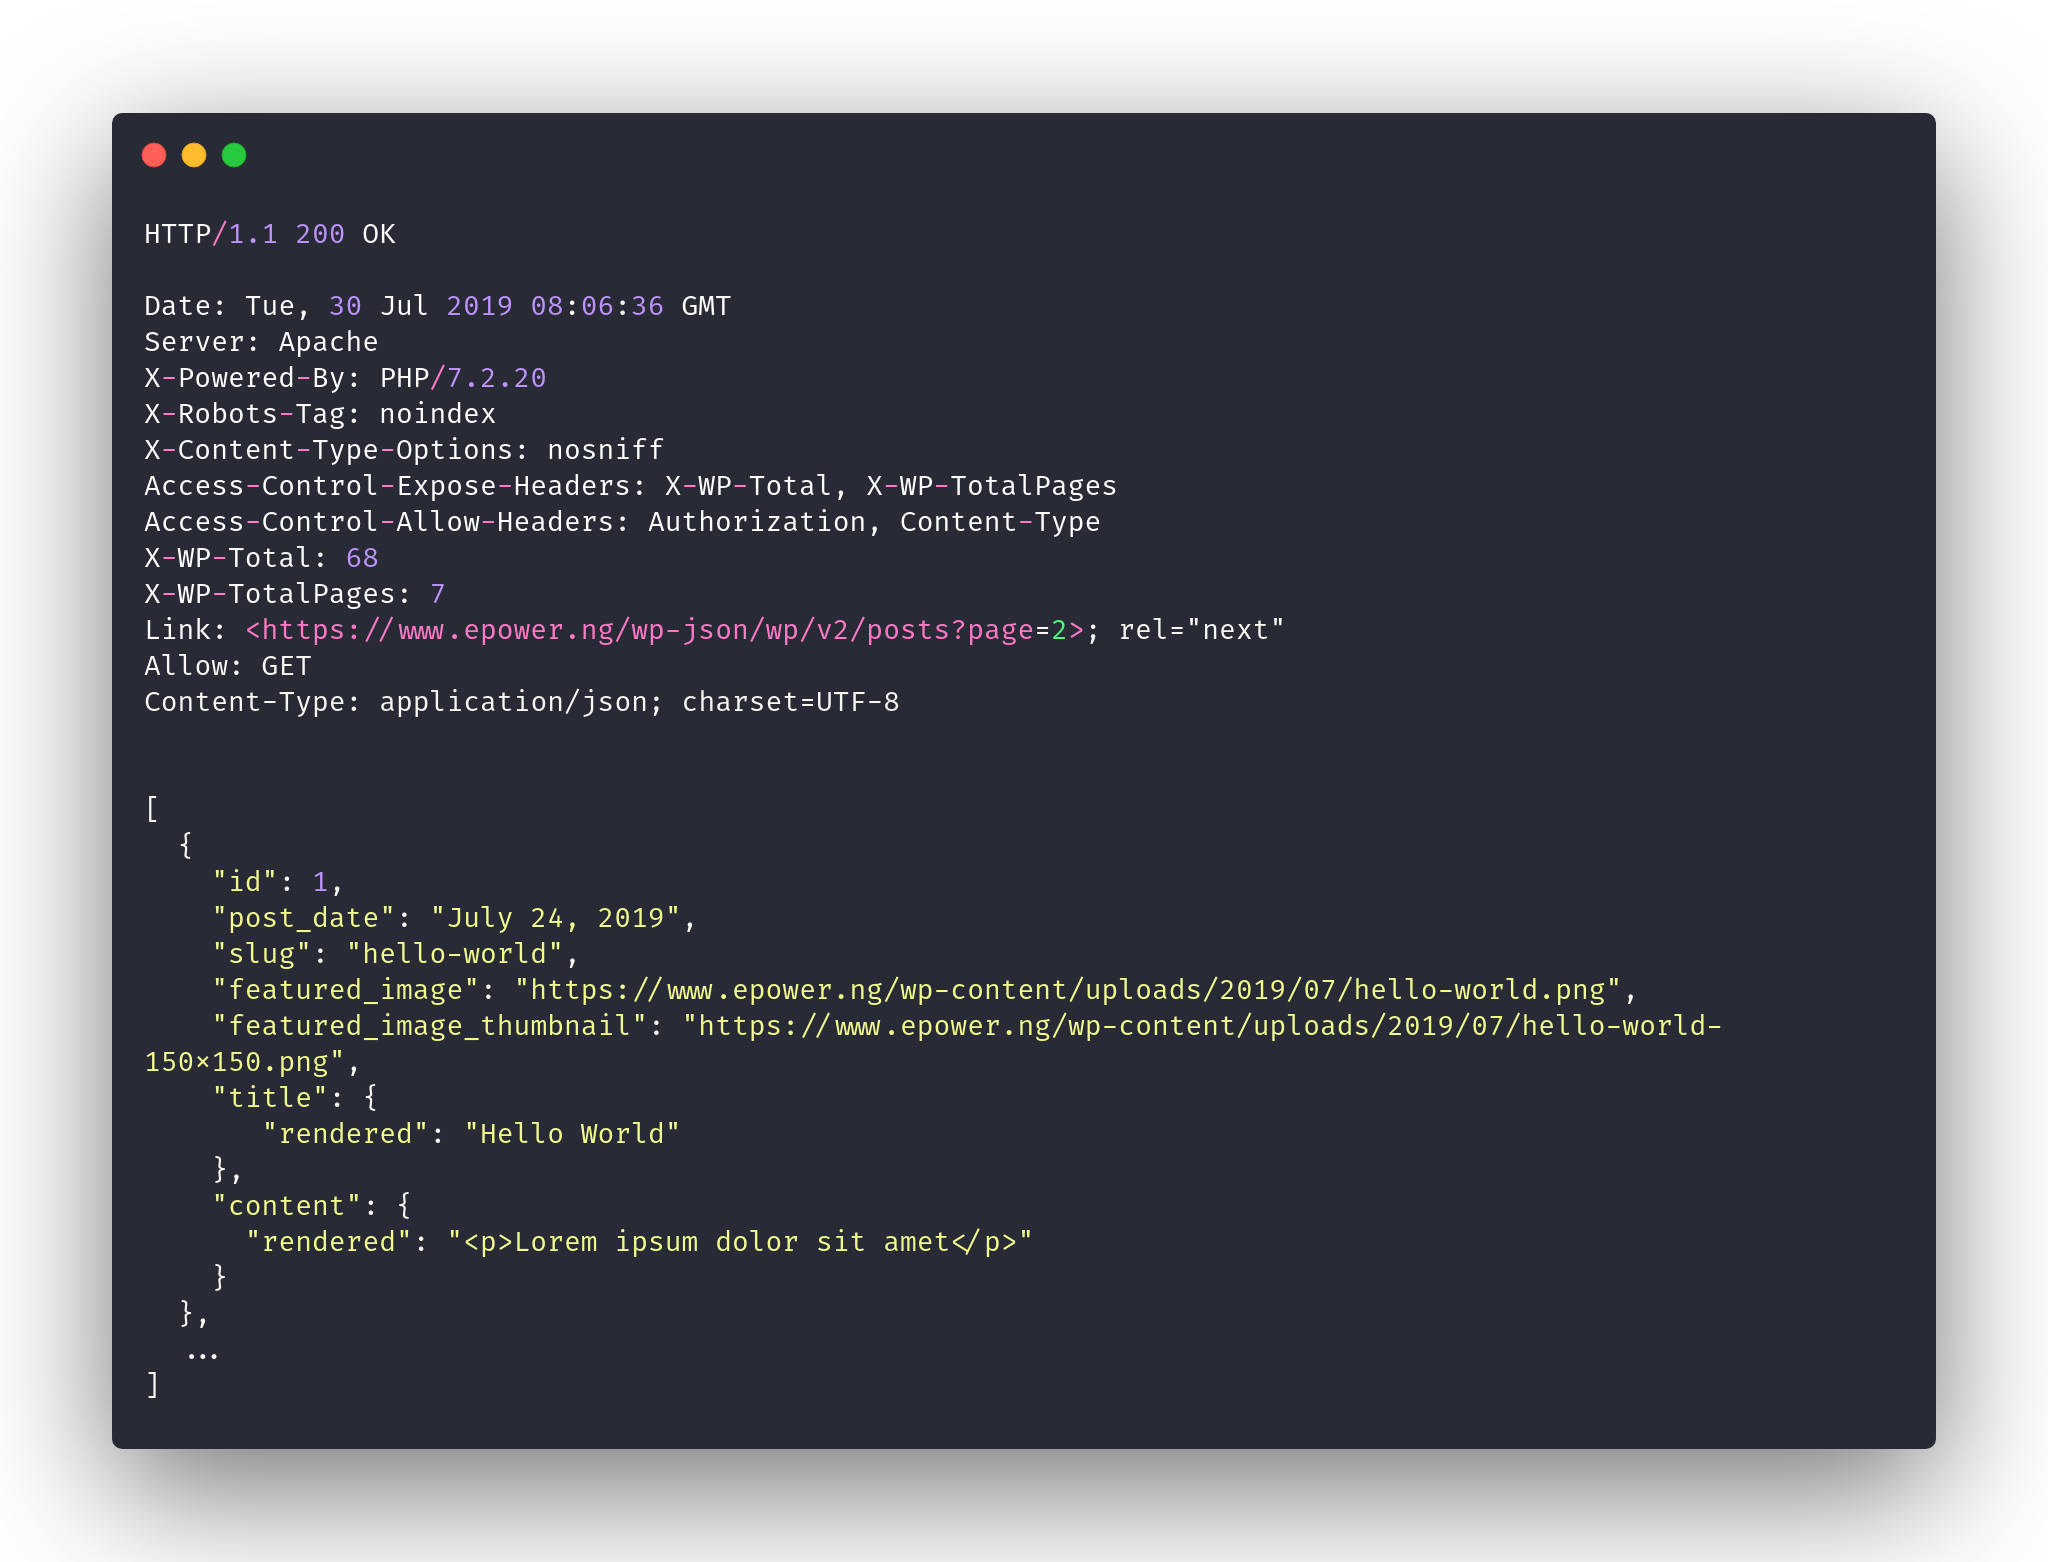 HTTP/1.1 200 OK
Date: Tue, 30 Jul 2019 08:06:36 GMT
Server: Apache
X-Powered-By: PHP/7.2.20
X-Robots-Tag: noindex
X-Content-Type-Options: nosniff
Access-Control-Expose-Headers: X-WP-Total, X-WP-TotalPages
Access-Control-Allow-Headers: Authorization, Content-Type
X-WP-Total: 68
X-WP-TotalPages: 7
Link: <https://www.epower.ng/wp-json/wp/v2/posts?page=2>; rel="next"
Allow: GET
Content-Type: application/json; charset=UTF-8
[
  {
    "id": 1,
    "post_date": "July 24, 2019",
    "slug": "hello-world",
    "featured_image": "https://www.epower.ng/wp-content/uploads/2019/07/hello-world.png",
    "featured_image_thumbnail": "https://www.epower.ng/wp-content/uploads/2019/07/hello-world-
150×150.png",
    "title": {
       "rendered": "Hello World"
    },
    "content": {
      "rendered": "<p>Lorem ipsum dolor sit amet</p>"
    }
  },
  ...
]